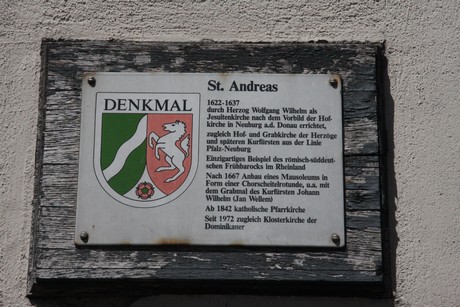 St. Andreas
DENKMAL
1622-1637
durch Herzog Wolfgang Wilhelm als
Jesuitenkirche nach dem Vorbild der Hof-
kirche in Neuburg a.d. Donau errichtet,
zugleich Hof- und Grabkirche der Herzöge
und späteren Kurfürsten aus der Linie
Pfalz-Neuburg
Einzigartiges Beispiel des römisch-süddeut-
schen Frühbarocks im Rheinland
Nach 1667 Anbau eines Mausoleums in
Form einer Chorscheitelrotunde, u.a. mit
dem Grabmal des Kurfürsten Johann
Wilhelm (Jan Wellem)
Ab 1842 katholische Pfarrkirche
Seit 1972 zugleich Klosterkirche der
Dominikaner